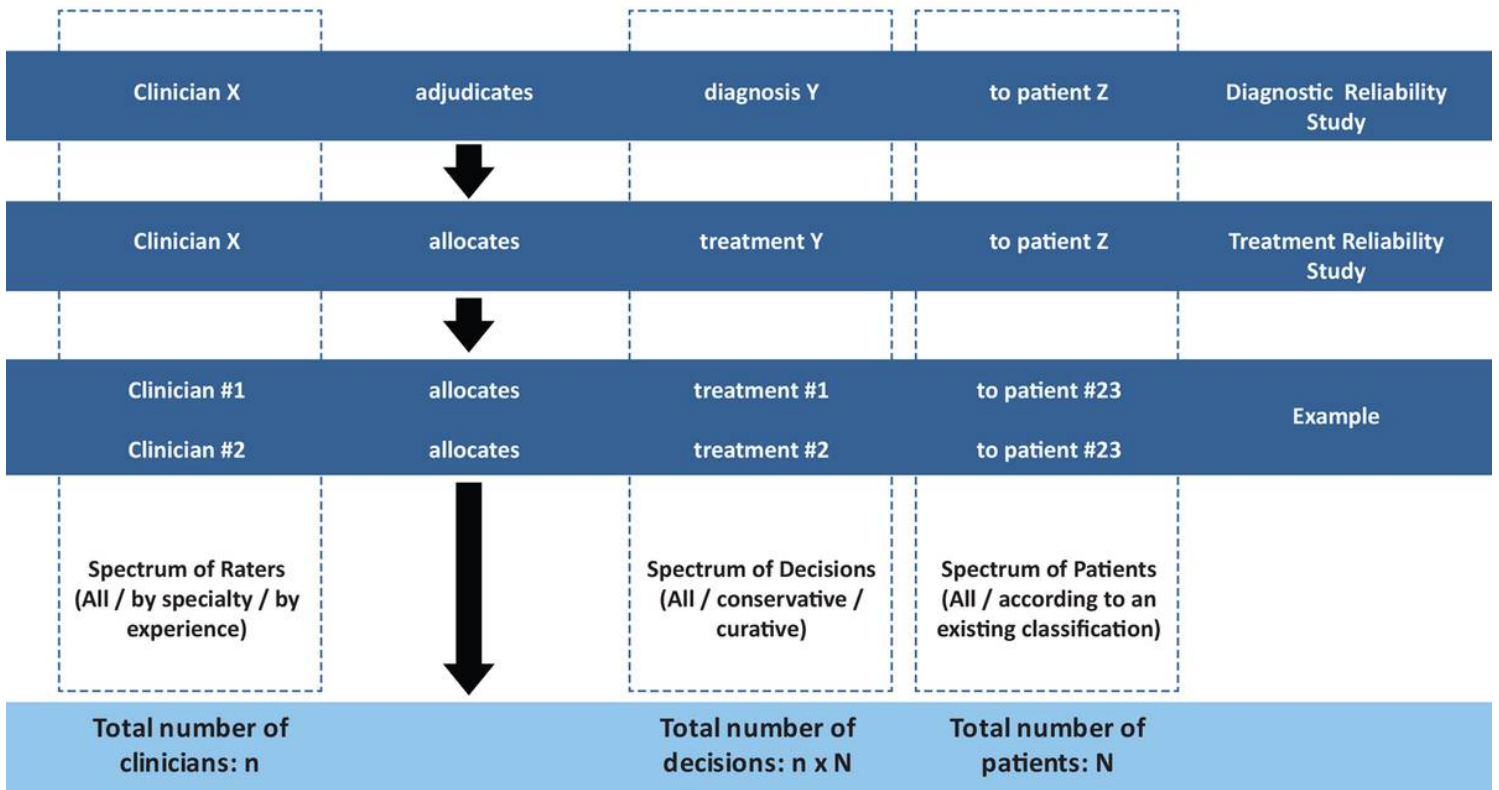 Clinician X adjudicates diagnosis Y to patient Z Diagnostic Reliability
Study
Clinician X allocates treatment Y to patient Z Treatment Reliability
Study
Clinician #1 allocates treatment #1 to patient #23
Example
Clinician #2 allocates treatment #2 to patient #23
Spectrum of Raters
(All / by specialty / by
experience)
Spectrum of Decisions
(All / conservative /
curative)
Spectrum of Patients
(All / according to an
existing classification)
Total number of
clinicians: n
Total number of
decisions: n x N
Total number of
patients: N